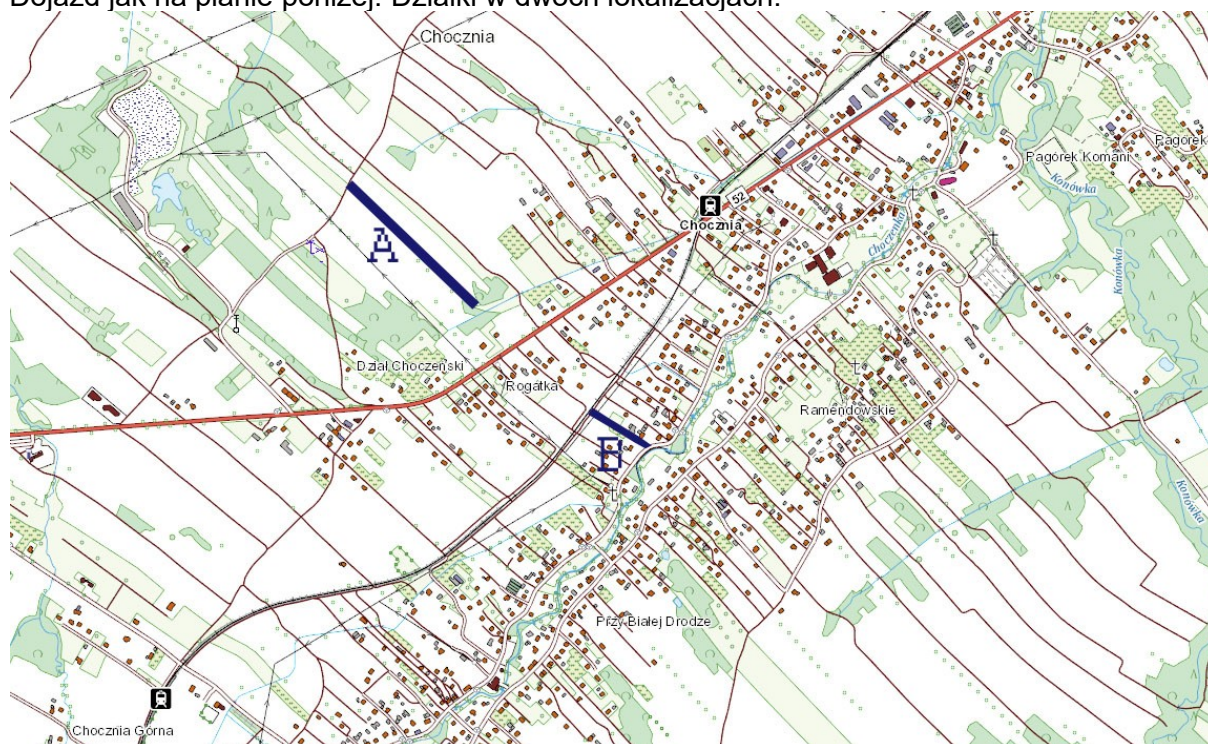 Dojazd jak na planie poniżej. Działki w dwóch lokalizacjach:
Chocznia
Pagórek Komani
Pagórek
Konówka
52
Chocznia
Choczenka
Konówka
A
Dział Choczeński
Rogatka
Ramendowskie
B
Konówka
Przy Białej Drodze
Chocznia Górna